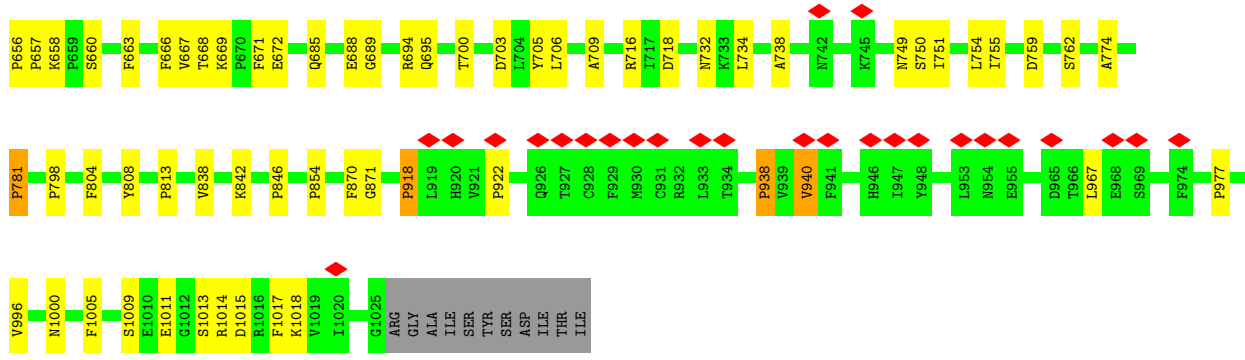 P656 P657 K658 P659 S660 F663 F666 V667 T668 K669 P670 F671 E672 Q685 E688 G689 R694 Q695 T700 D703 L704 Y705 L706 A709 R716 I717 D718 N732 K733 L734 A738 N742 K745 N749 S750 I751 L754 I755 D759 S762 A774
P781 P798 F804 Y808 P813 V838 K842 P846 P854 F870 G871 P918 L919 H920 V921 P922 Q926 T927 C928 F929 M930 C931 R932 L933 T934 P938 V939 V940 F941 H946 I947 Y948 L953 N954 E955 D965 T966 L967 E968 S969 F974 P977
V996 N1000 F1005 S1009 E1010 E1011 G1012 S1013 R1014 D1015 R1016 F1017 K1018 V1019 I1020 G1025 ARG GLY ALA ILE SER TYR SER ASP ILE THR ILE